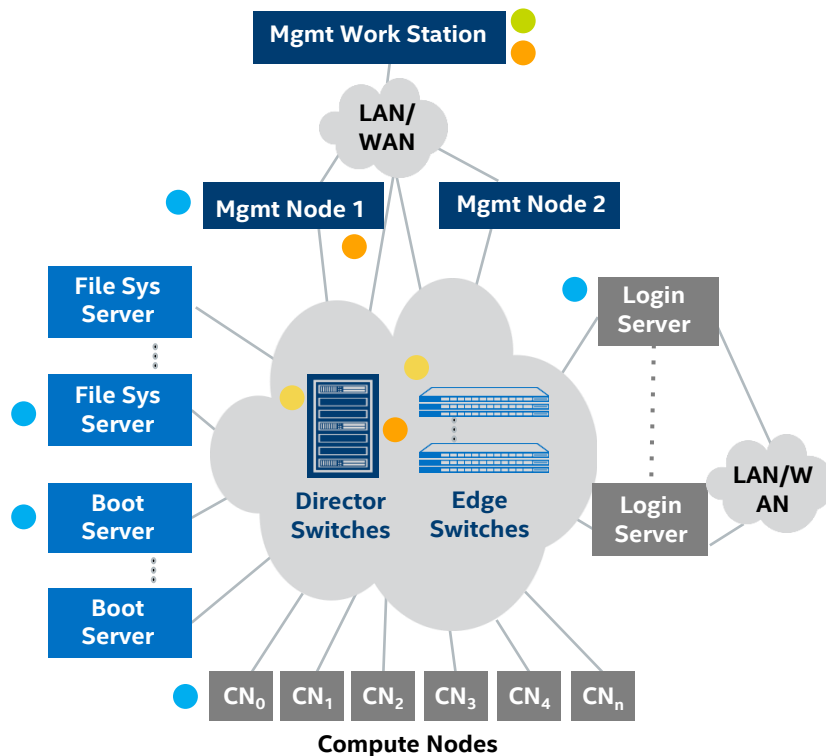 Mgmt Work Station
LAN/
WAN
Mgmt Node 1
Mgmt Node 2
File Sys
Server
Login
Server
File Sys
Server
Director
Switches
Edge
Switches
Boot
Server
Login
Server
LAN/W
AN
Boot
Server
CN₀ CN₁ CN₂ CN₃ CN₄ CNₙ
Compute Nodes